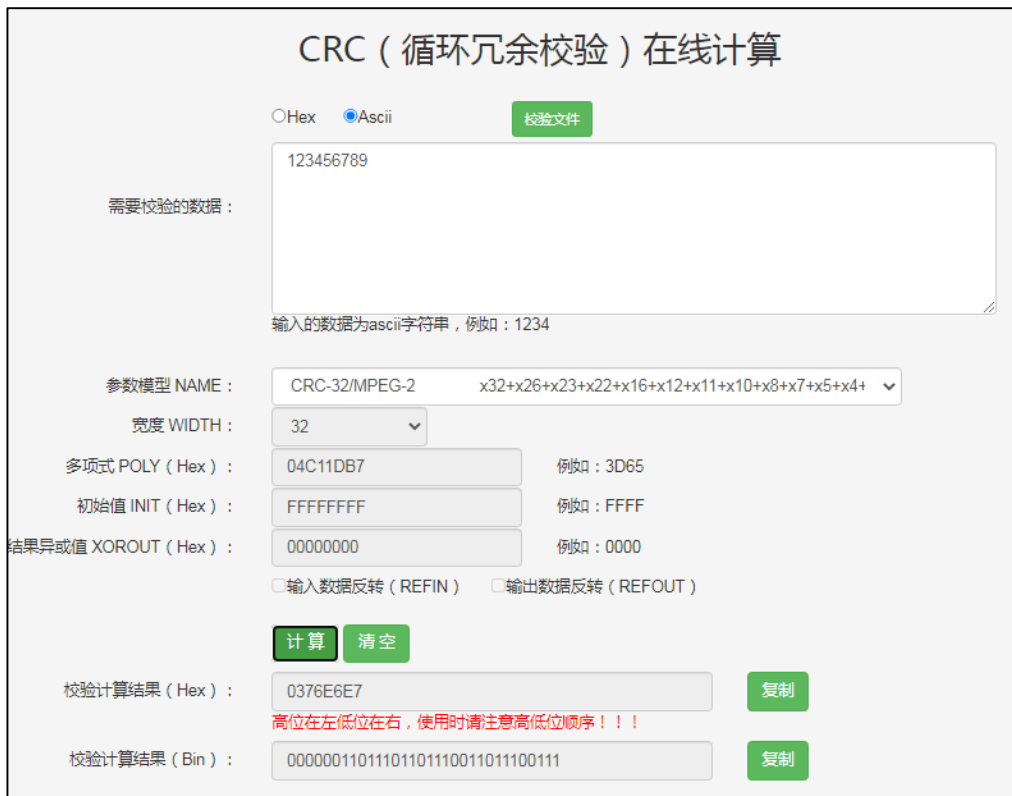 CRC（循环冗余校验）在线计算
Hex Ascii 校验文件
需要校验的数据：
123456789
输入的数据为ascii字符串，例如：1234
参数模型 NAME： CRC-32/MPEG-2 x32+x26+x23+x22+x16+x12+x11+x10+x8+x7+x5+x4+
宽度 WIDTH： 32
多项式 POLY（Hex）： 04C11DB7 例如：3D65
初始值 INIT（Hex）： FFFFFFFF 例如：FFFF
结果异或值 XOROUT（Hex）： 00000000 例如：0000
输入数据反转（REFIN） 输出数据反转（REFOUT）
计算 清空
校验计算结果（Hex）： 0376E6E7 复制
高位在左低位在右，使用时请注意高低位顺序！！！
校验计算结果（Bin）： 00000011011101101110011011100111 复制